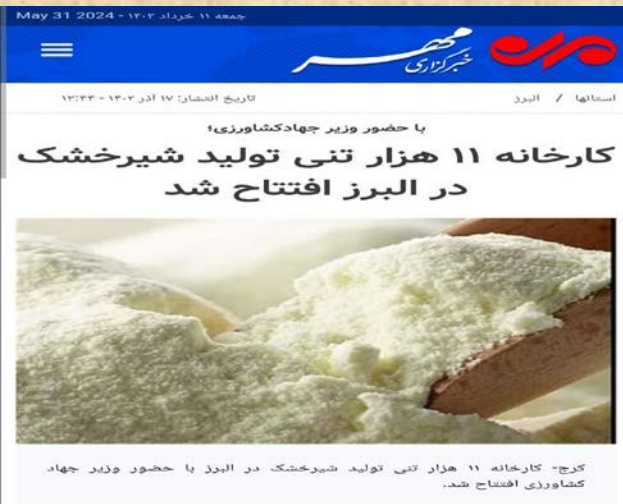 جمعه ۱۱ خرداد ۱۴۰۳ - May 31 2024
خبرگزاری مهر
استانها / البرز
تاریخ انتشار: ۱۷ آذر ۱۴۰۲ - ۱۳:۴۴
با حضور وزیر جهادکشاورزی؛
کارخانه ۱۱ هزار تنی تولید شیرخشک
در البرز افتتاح شد
کرج- کارخانه ۱۱ هزار تنی تولید شیرخشک در البرز با حضور وزیر جهاد
کشاورزی افتتاح شد.